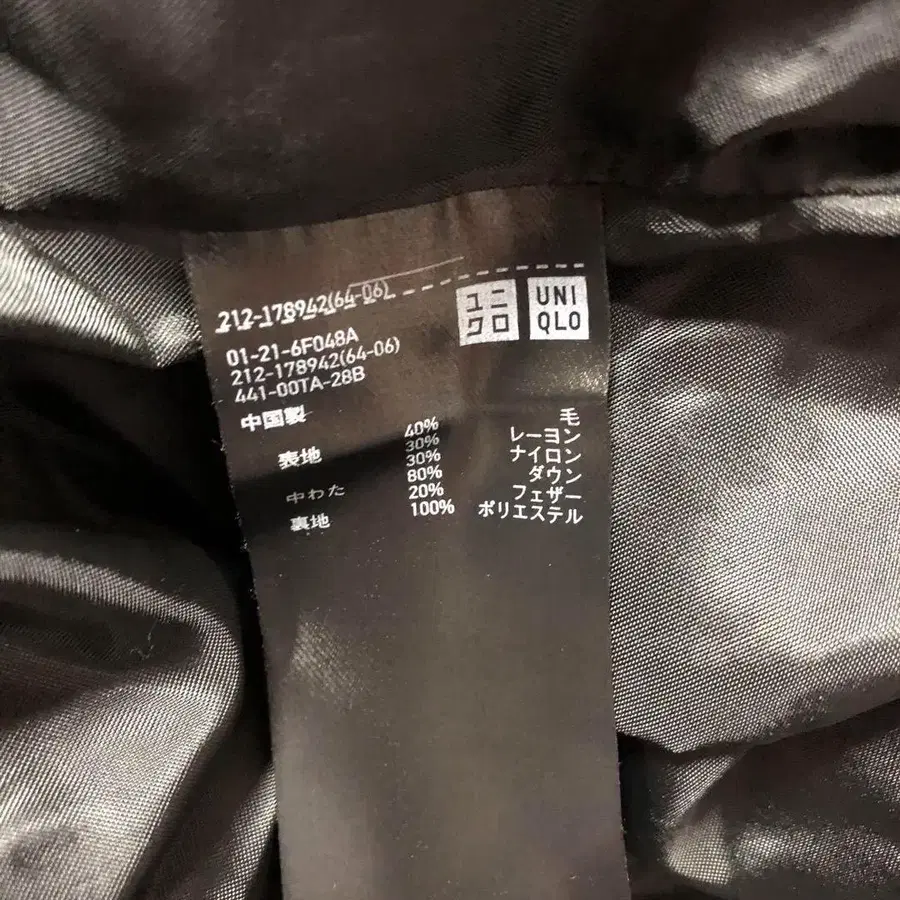 212-178942(64-06)
ユニクロ
UNIQLO
01-21-6F048A
212-178942(64-06)
441-00TA-28B
中国製
表地 40% 毛
30% レーヨン
30% ナイロン
中わた 80% ダウン
20% フェザー
裏地 100% ポリエステル